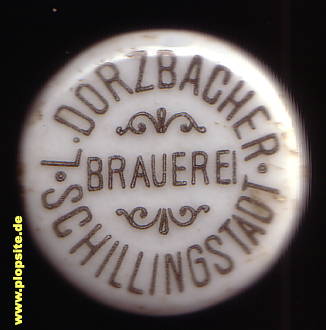 · L. DORZBACHER ·
BRAUEREI
SCHILLINGSTADT
© www.plopsite.de